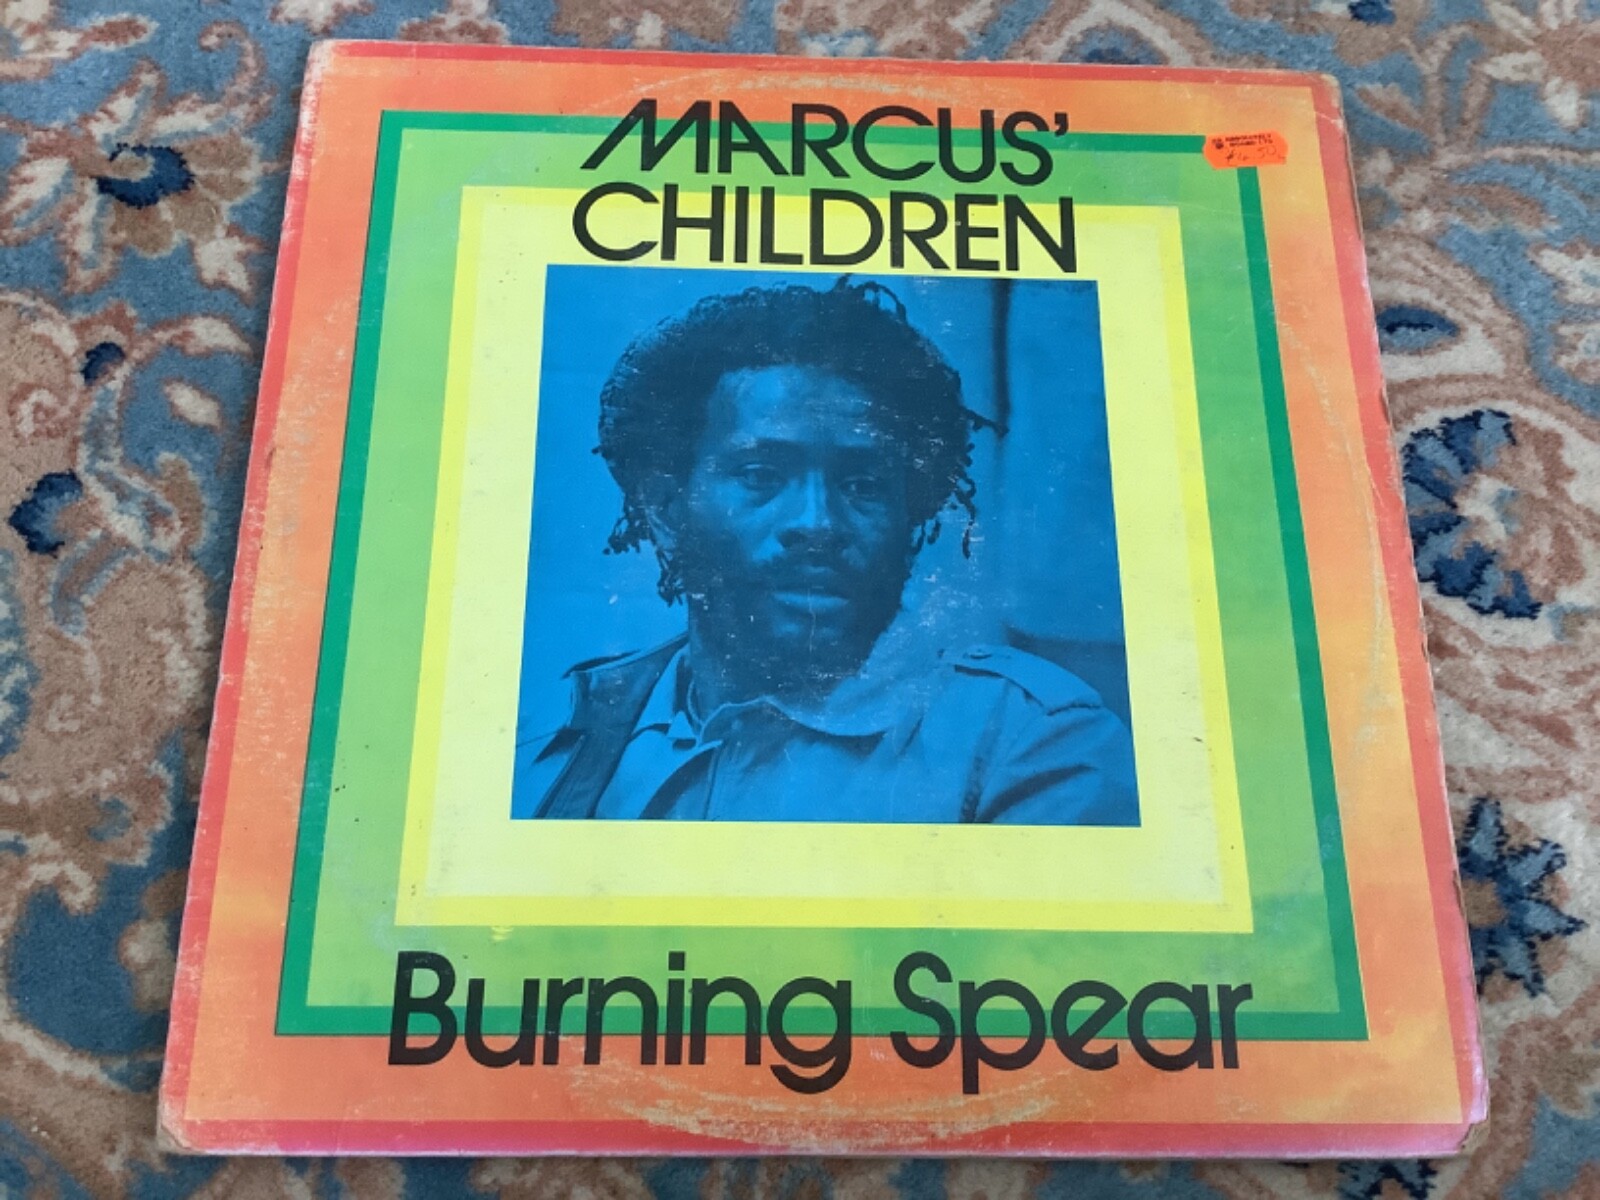 MARCUS'
CHILDREN
Burning Spear